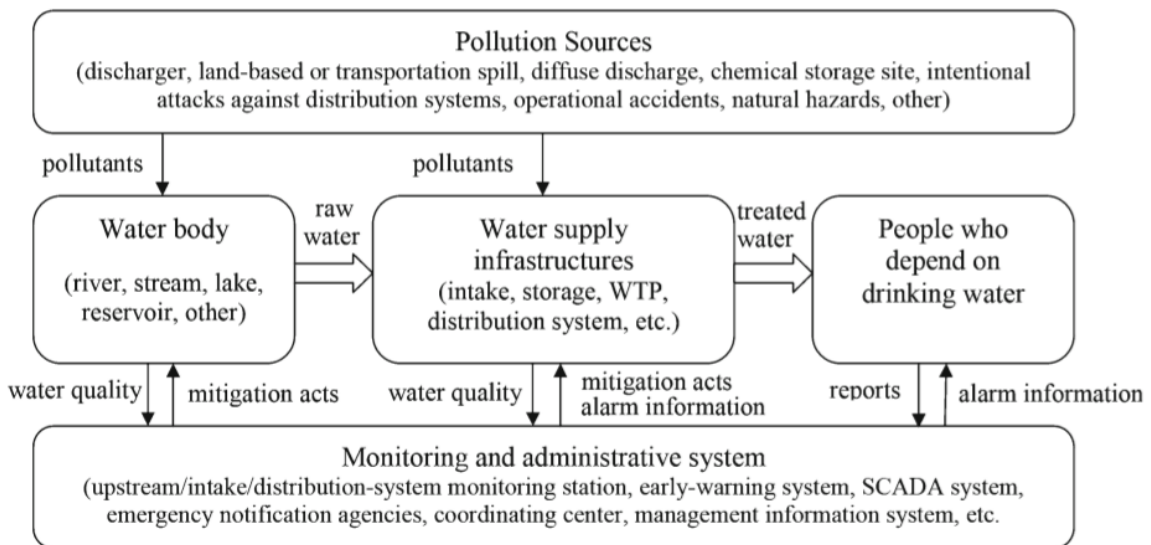 Pollution Sources
(discharger, land-based or transportation spill, diffuse discharge, chemical storage site, intentional
attacks against distribution systems, operational accidents, natural hazards, other)
pollutants
pollutants
Water body
(river, stream, lake,
reservoir, other)
raw
water
Water supply
infrastructures
(intake, storage, WTP,
distribution system, etc.)
treated
water
People who
depend on
drinking water
water quality
mitigation acts
water quality
mitigation acts
alarm information
reports
alarm information
Monitoring and administrative system
(upstream/intake/distribution-system monitoring station, early-warning system, SCADA system,
emergency notification agencies, coordinating center, management information system, etc.